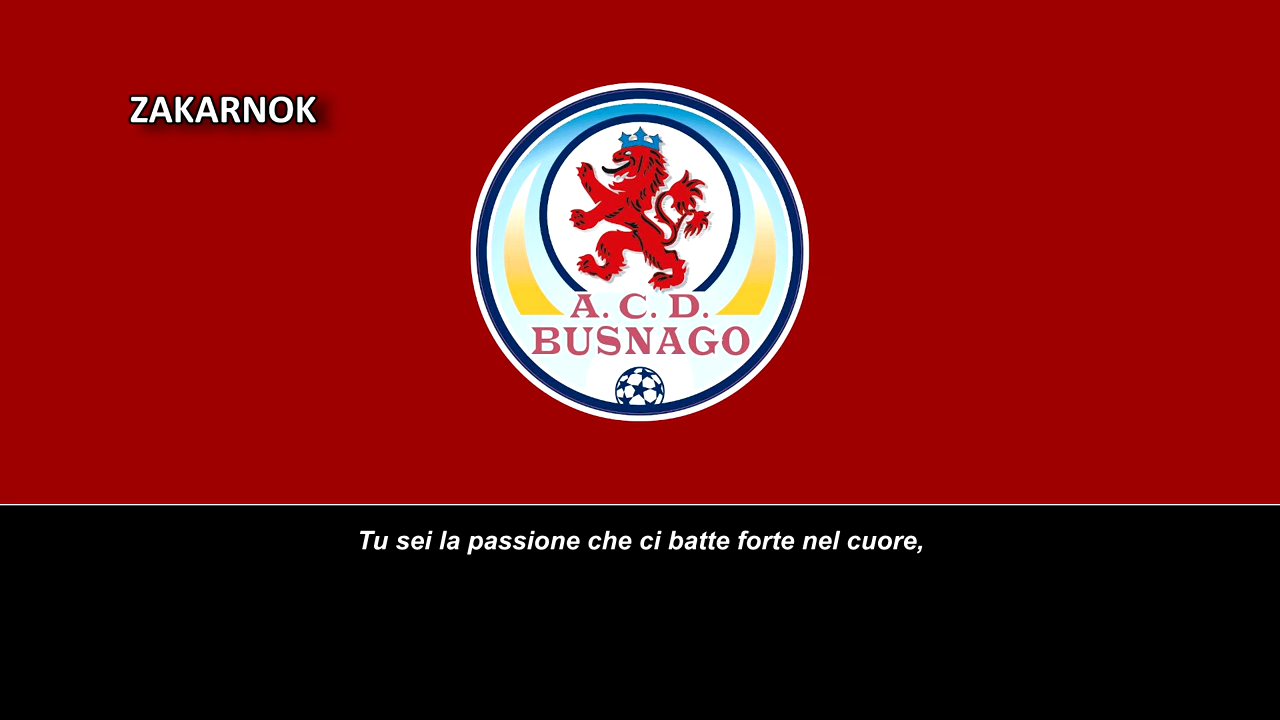 ZAKARNOK
A. C. D.
BUSNAGO
Tu sei la passione che ci batte forte nel cuore,